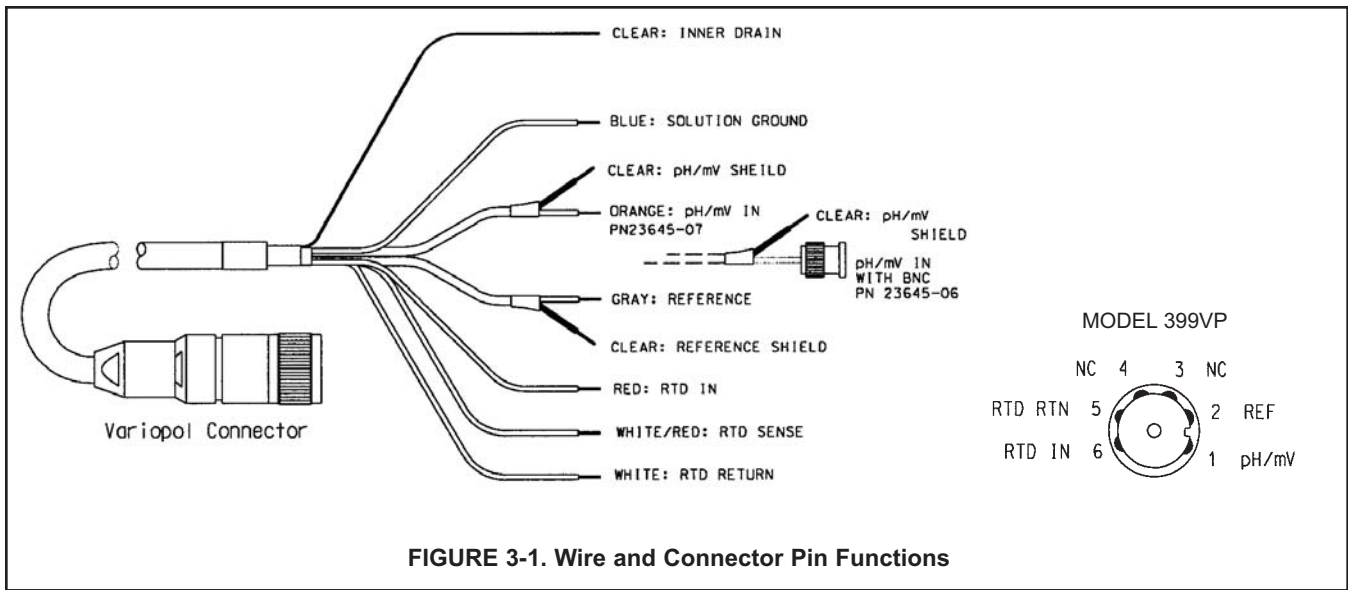 CLEAR: INNER DRAIN
BLUE: SOLUTION GROUND
CLEAR: pH/mV SHEILD
ORANGE: pH/mV IN
PN23645-07
CLEAR: pH/mV
SHIELD
pH/mV IN
WITH BNC
PN 23645-06
GRAY: REFERENCE
CLEAR: REFERENCE SHIELD
RED: RTD IN
WHITE/RED: RTD SENSE
WHITE: RTD RETURN
Variopol Connector
MODEL 399VP
NC 4 3 NC
RTD RTN 5 2 REF
RTD IN 6 1 pH/mV
FIGURE 3-1. Wire and Connector Pin Functions